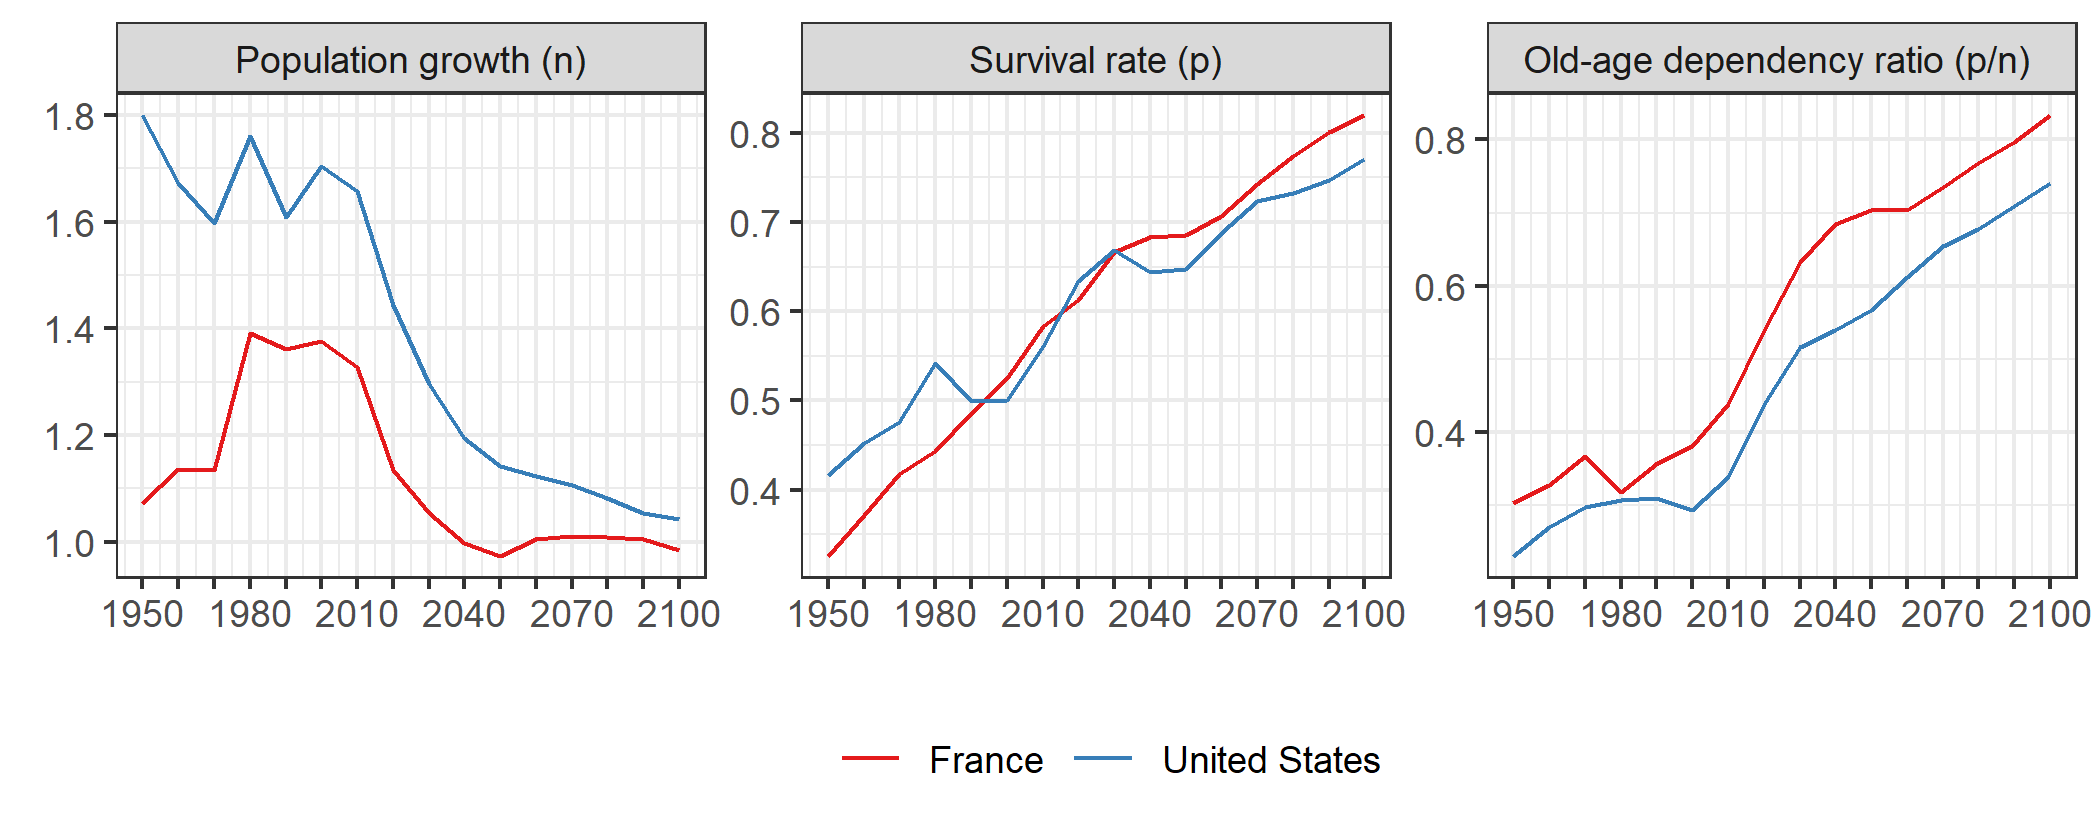 Population growth (n)
Survival rate (p)
Old-age dependency ratio (p/n)
1.8
1.6
1.4
1.2
1.0
0.8
0.7
0.6
0.5
0.4
0.8
0.6
0.4
1950 1980 2010 2040 2070 2100
1950 1980 2010 2040 2070 2100
1950 1980 2010 2040 2070 2100
France United States